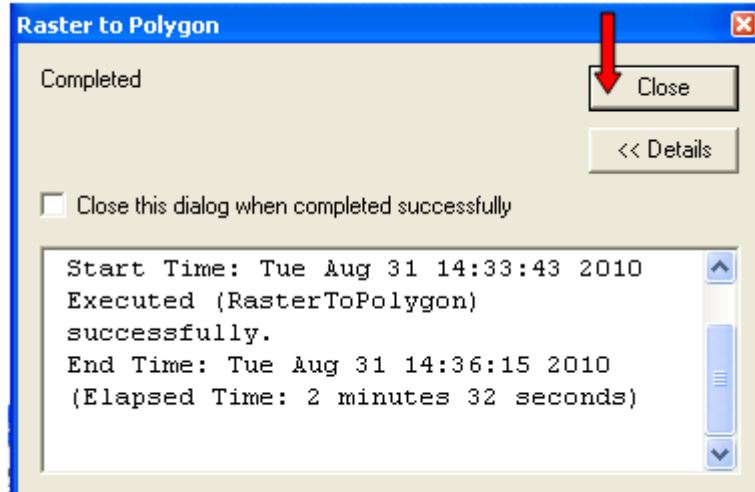 Raster to Polygon
Completed
Close
<< Details
Close this dialog when completed successfully
Start Time: Tue Aug 31 14:33:43 2010
Executed (RasterToPolygon)
successfully.
End Time: Tue Aug 31 14:36:15 2010
(Elapsed Time: 2 minutes 32 seconds)